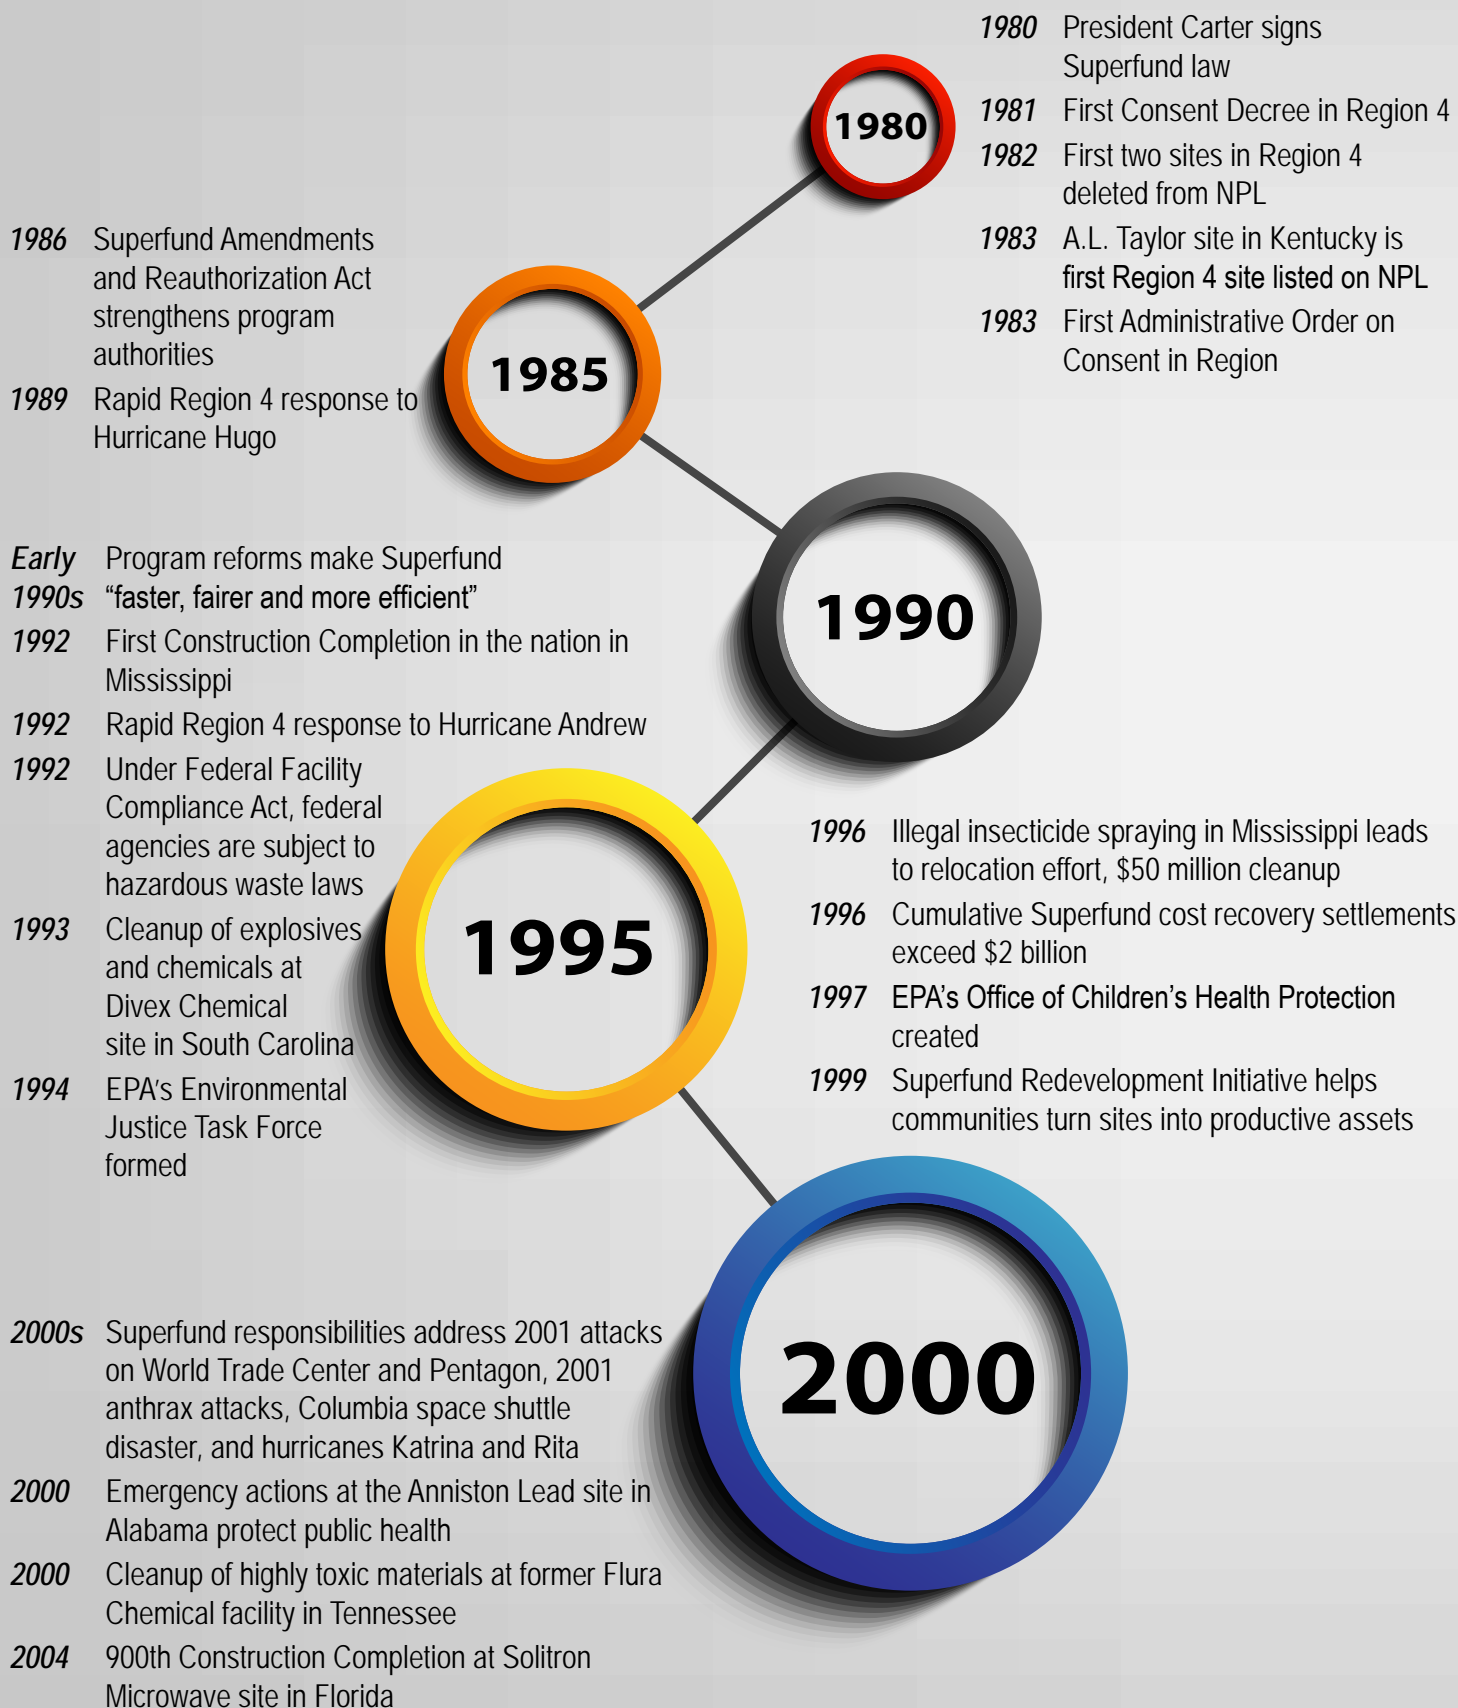 1980
1980 President Carter signs
Superfund law
1981 First Consent Decree in Region 4
1982 First two sites in Region 4
deleted from NPL
1983 A.L. Taylor site in Kentucky is
first Region 4 site listed on NPL
1983 First Administrative Order on
Consent in Region
1985
1986 Superfund Amendments
and Reauthorization Act
strengthens program
authorities
1989 Rapid Region 4 response to
Hurricane Hugo
1990
Early Program reforms make Superfund
1990s “faster, fairer and more efficient”
1992 First Construction Completion in the nation in
Mississippi
1992 Rapid Region 4 response to Hurricane Andrew
1992 Under Federal Facility
Compliance Act, federal
agencies are subject to
hazardous waste laws
1993 Cleanup of explosives
and chemicals at
Divex Chemical
site in South Carolina
1994 EPA's Environmental
Justice Task Force
formed
1995
1996 Illegal insecticide spraying in Mississippi leads
to relocation effort, $50 million cleanup
1996 Cumulative Superfund cost recovery settlements
exceed $2 billion
1997 EPA’s Office of Children’s Health Protection
created
1999 Superfund Redevelopment Initiative helps
communities turn sites into productive assets
2000
2000s Superfund responsibilities address 2001 attacks
on World Trade Center and Pentagon, 2001
anthrax attacks, Columbia space shuttle
disaster, and hurricanes Katrina and Rita
2000 Emergency actions at the Anniston Lead site in
Alabama protect public health
2000 Cleanup of highly toxic materials at former Flura
Chemical facility in Tennessee
2004 900th Construction Completion at Solitron
Microwave site in Florida